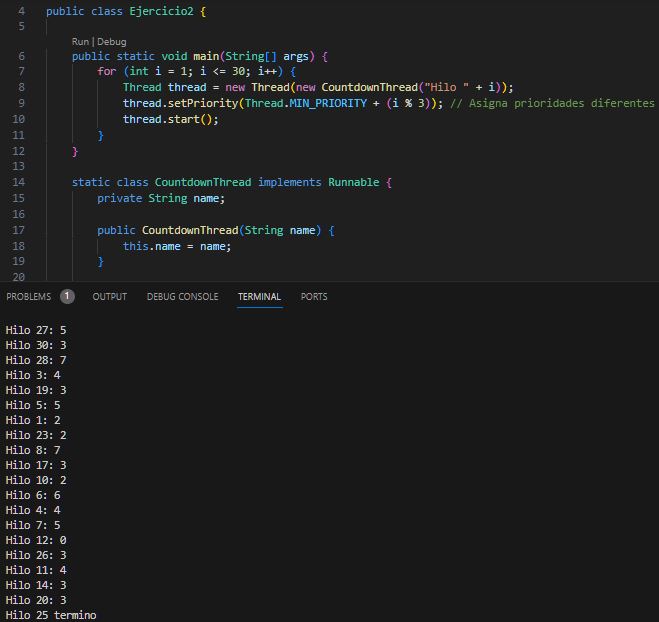 4 public class Ejercicio2 {
5
Run | Debug
6 public static void main(String[] args) {
7 for (int i = 1; i <= 30; i++) {
8 Thread thread = new Thread(new CountdownThread("Hilo " + i));
9 thread.setPriority(Thread.MIN_PRIORITY + (i % 3)); // Asigna prioridades diferentes
10 thread.start();
11 }
12 }
13
14 static class CountdownThread implements Runnable {
15 private String name;
16
17 public CountdownThread(String name) {
18 this.name = name;
19 }
20
PROBLEMS 1 OUTPUT DEBUG CONSOLE TERMINAL PORTS
Hilo 27: 5
Hilo 30: 3
Hilo 28: 7
Hilo 3: 4
Hilo 19: 3
Hilo 5: 5
Hilo 1: 2
Hilo 23: 2
Hilo 8: 7
Hilo 17: 3
Hilo 10: 2
Hilo 6: 6
Hilo 4: 4
Hilo 7: 5
Hilo 12: 0
Hilo 26: 3
Hilo 11: 4
Hilo 14: 3
Hilo 20: 3
Hilo 25 termino